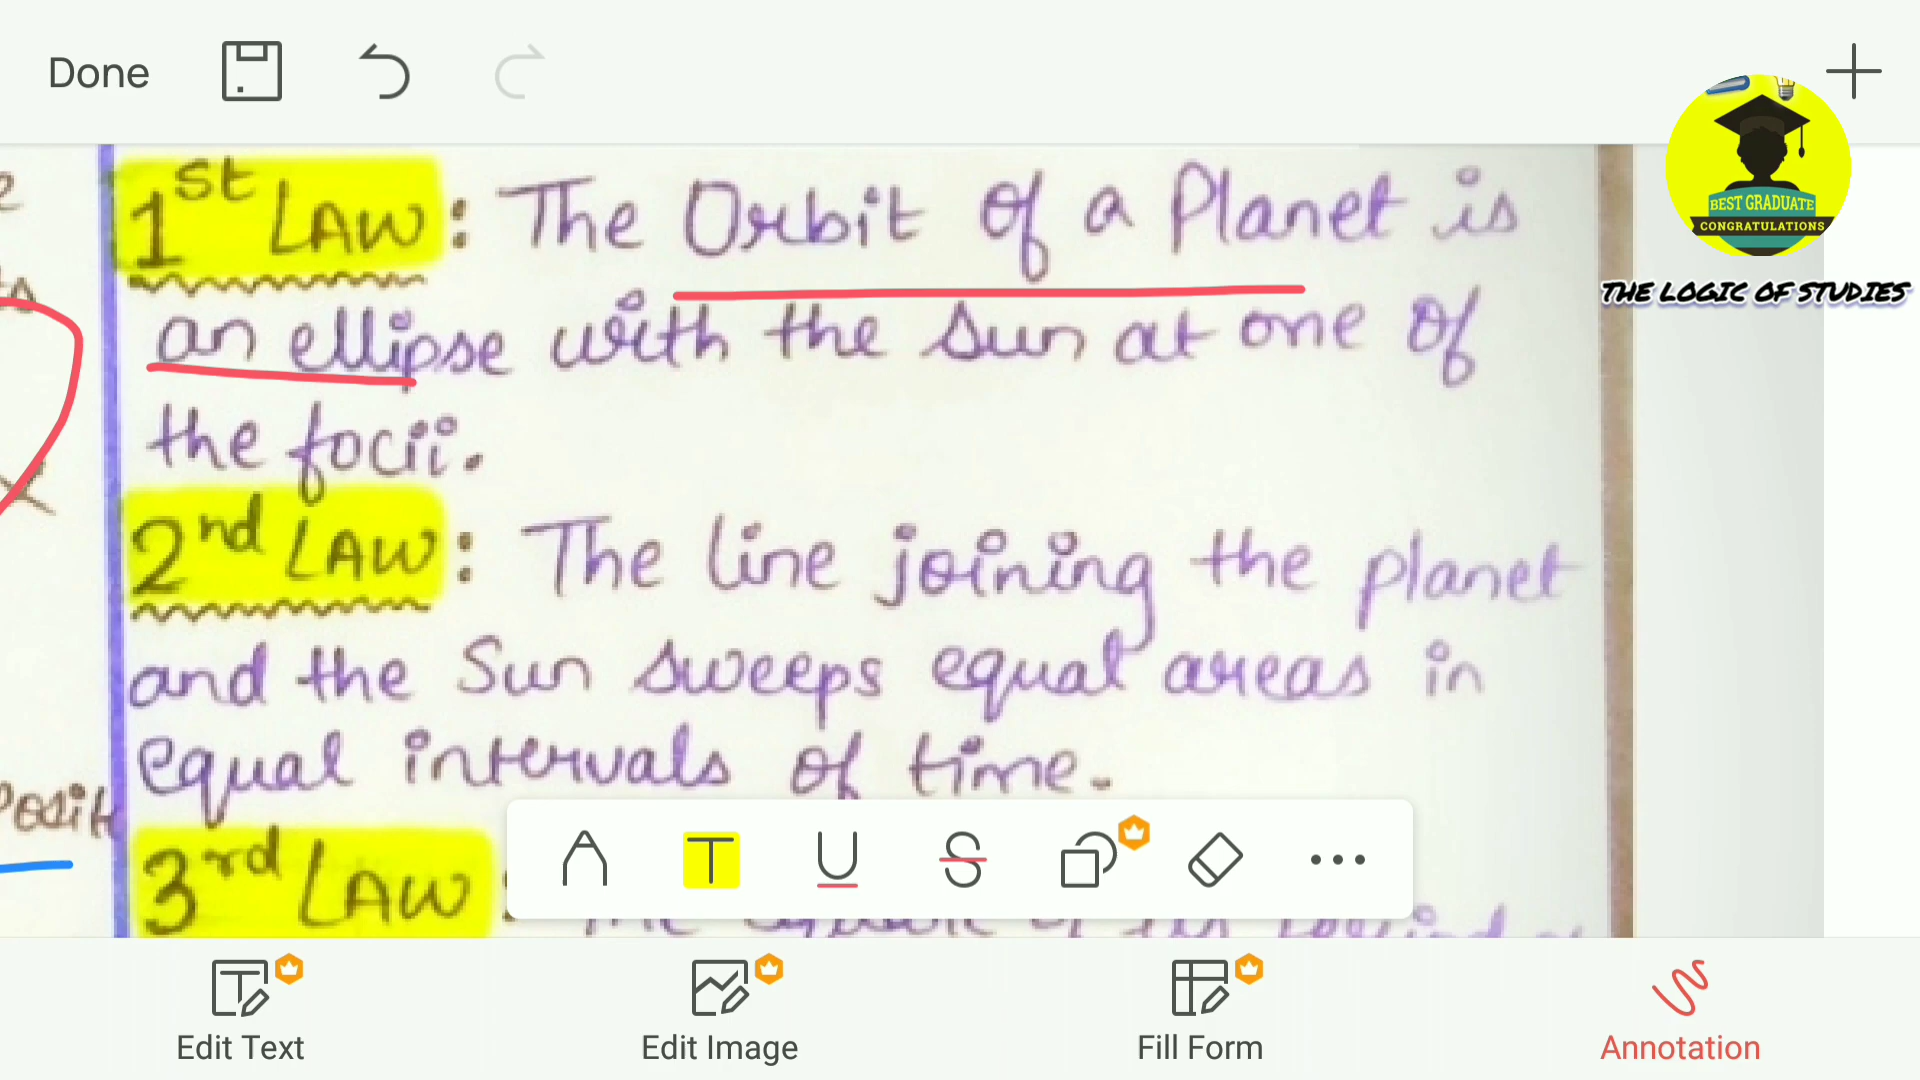 Done
BEST GRADUATE
CONGRATULATIONS
THE LOGIC OF STUDIES
1st LAW: The Orbit of a Planet is
an ellipse with the Sun at one of
the focii.
2nd LAW: The line joining the planet
and the Sun sweeps equal areas in
equal intervals of time.
3rd LAW:
T U S
Edit Text
Edit Image
Fill Form
Annotation